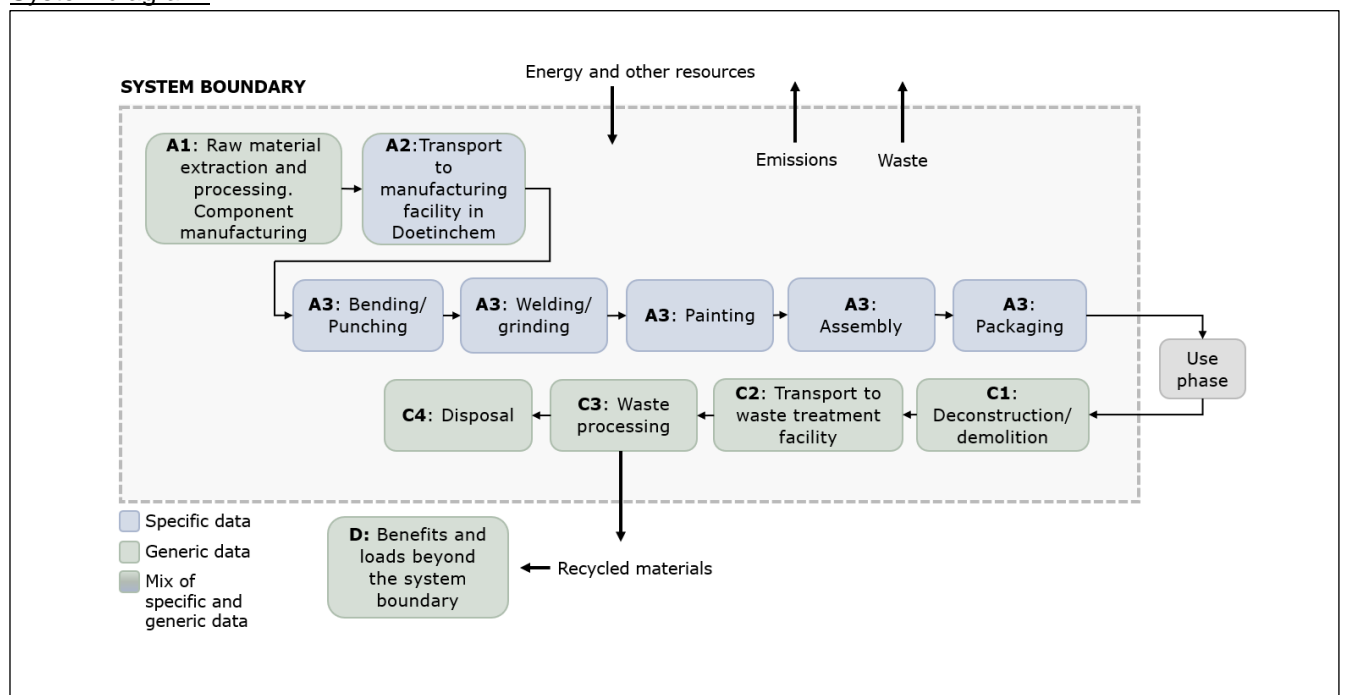 SYSTEM BOUNDARY
Energy and other resources
Emissions
Waste
A1: Raw material
extraction and
processing.
Component
manufacturing
A2:Transport
to
manufacturing
facility in
Doetinchem
A3: Bending/
Punching
A3: Welding/
grinding
A3: Painting
A3:
Assembly
A3:
Packaging
Use
phase
C4: Disposal
C3: Waste
processing
C2: Transport to
waste treatment
facility
C1:
Deconstruction/
demolition
Specific data
Generic data
Mix of
specific and
generic data
D: Benefits and
loads beyond
the system
boundary
Recycled materials